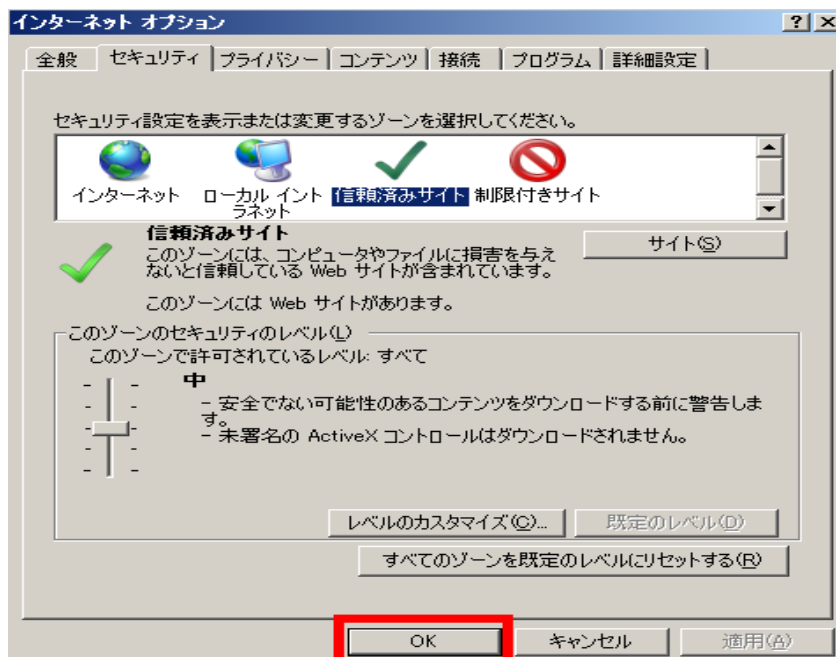 インターネット オプション
全般 セキュリティ プライバシー コンテンツ 接続 プログラム 詳細設定
セキュリティ設定を表示または変更するゾーンを選択してください。
インターネット
ローカル イント
ラネット
信頼済みサイト
制限付きサイト
信頼済みサイト
このゾーンには、コンピュータやファイルに損害を与え
ないと信頼している Web サイトが含まれています。
このゾーンには Web サイトがあります。
サイト(S)
このゾーンのセキュリティのレベル(L)
このゾーンで許可されているレベル: すべて
中
- 安全でない可能性のあるコンテンツをダウンロードする前に警告しま
す。
- 未署名の ActiveX コントロールはダウンロードされません。
レベルのカスタマイズ(C)...
既定のレベル(D)
すべてのゾーンを既定のレベルにリセットする(R)
OK
キャンセル
適用(A)